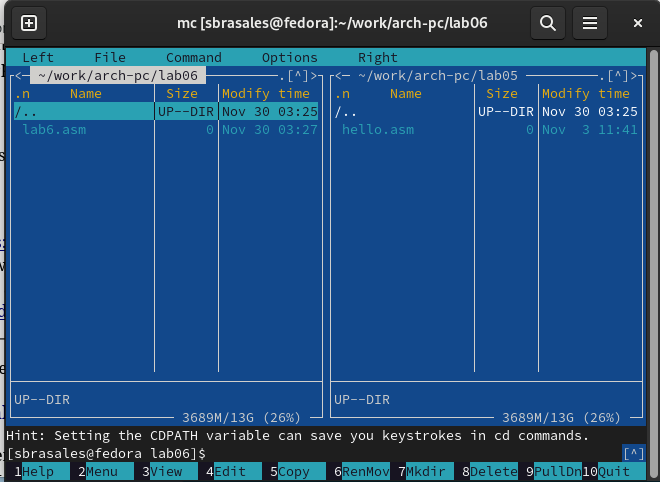 mc [sbrasales@fedora]:~/work/arch-pc/lab06
Left File Command Options Right
<─ ~/work/arch-pc/lab06 ─.[^]>
.n Name Size Modify time
/.. UP--DIR Nov 30 03:25
lab6.asm 0 Nov 30 03:27
UP--DIR
3689M/13G (26%)
<─ ~/work/arch-pc/lab05 ─.[^]>
.n Name Size Modify time
/.. UP--DIR Nov 30 03:25
hello.asm 0 Nov 3 11:41
UP--DIR
3689M/13G (26%)
Hint: Setting the CDPATH variable can save you keystrokes in cd commands.
[sbrasales@fedora lab06]$ [^]
1Help 2Menu 3View 4Edit 5Copy 6RenMov 7Mkdir 8Delete 9PullDn 10Quit